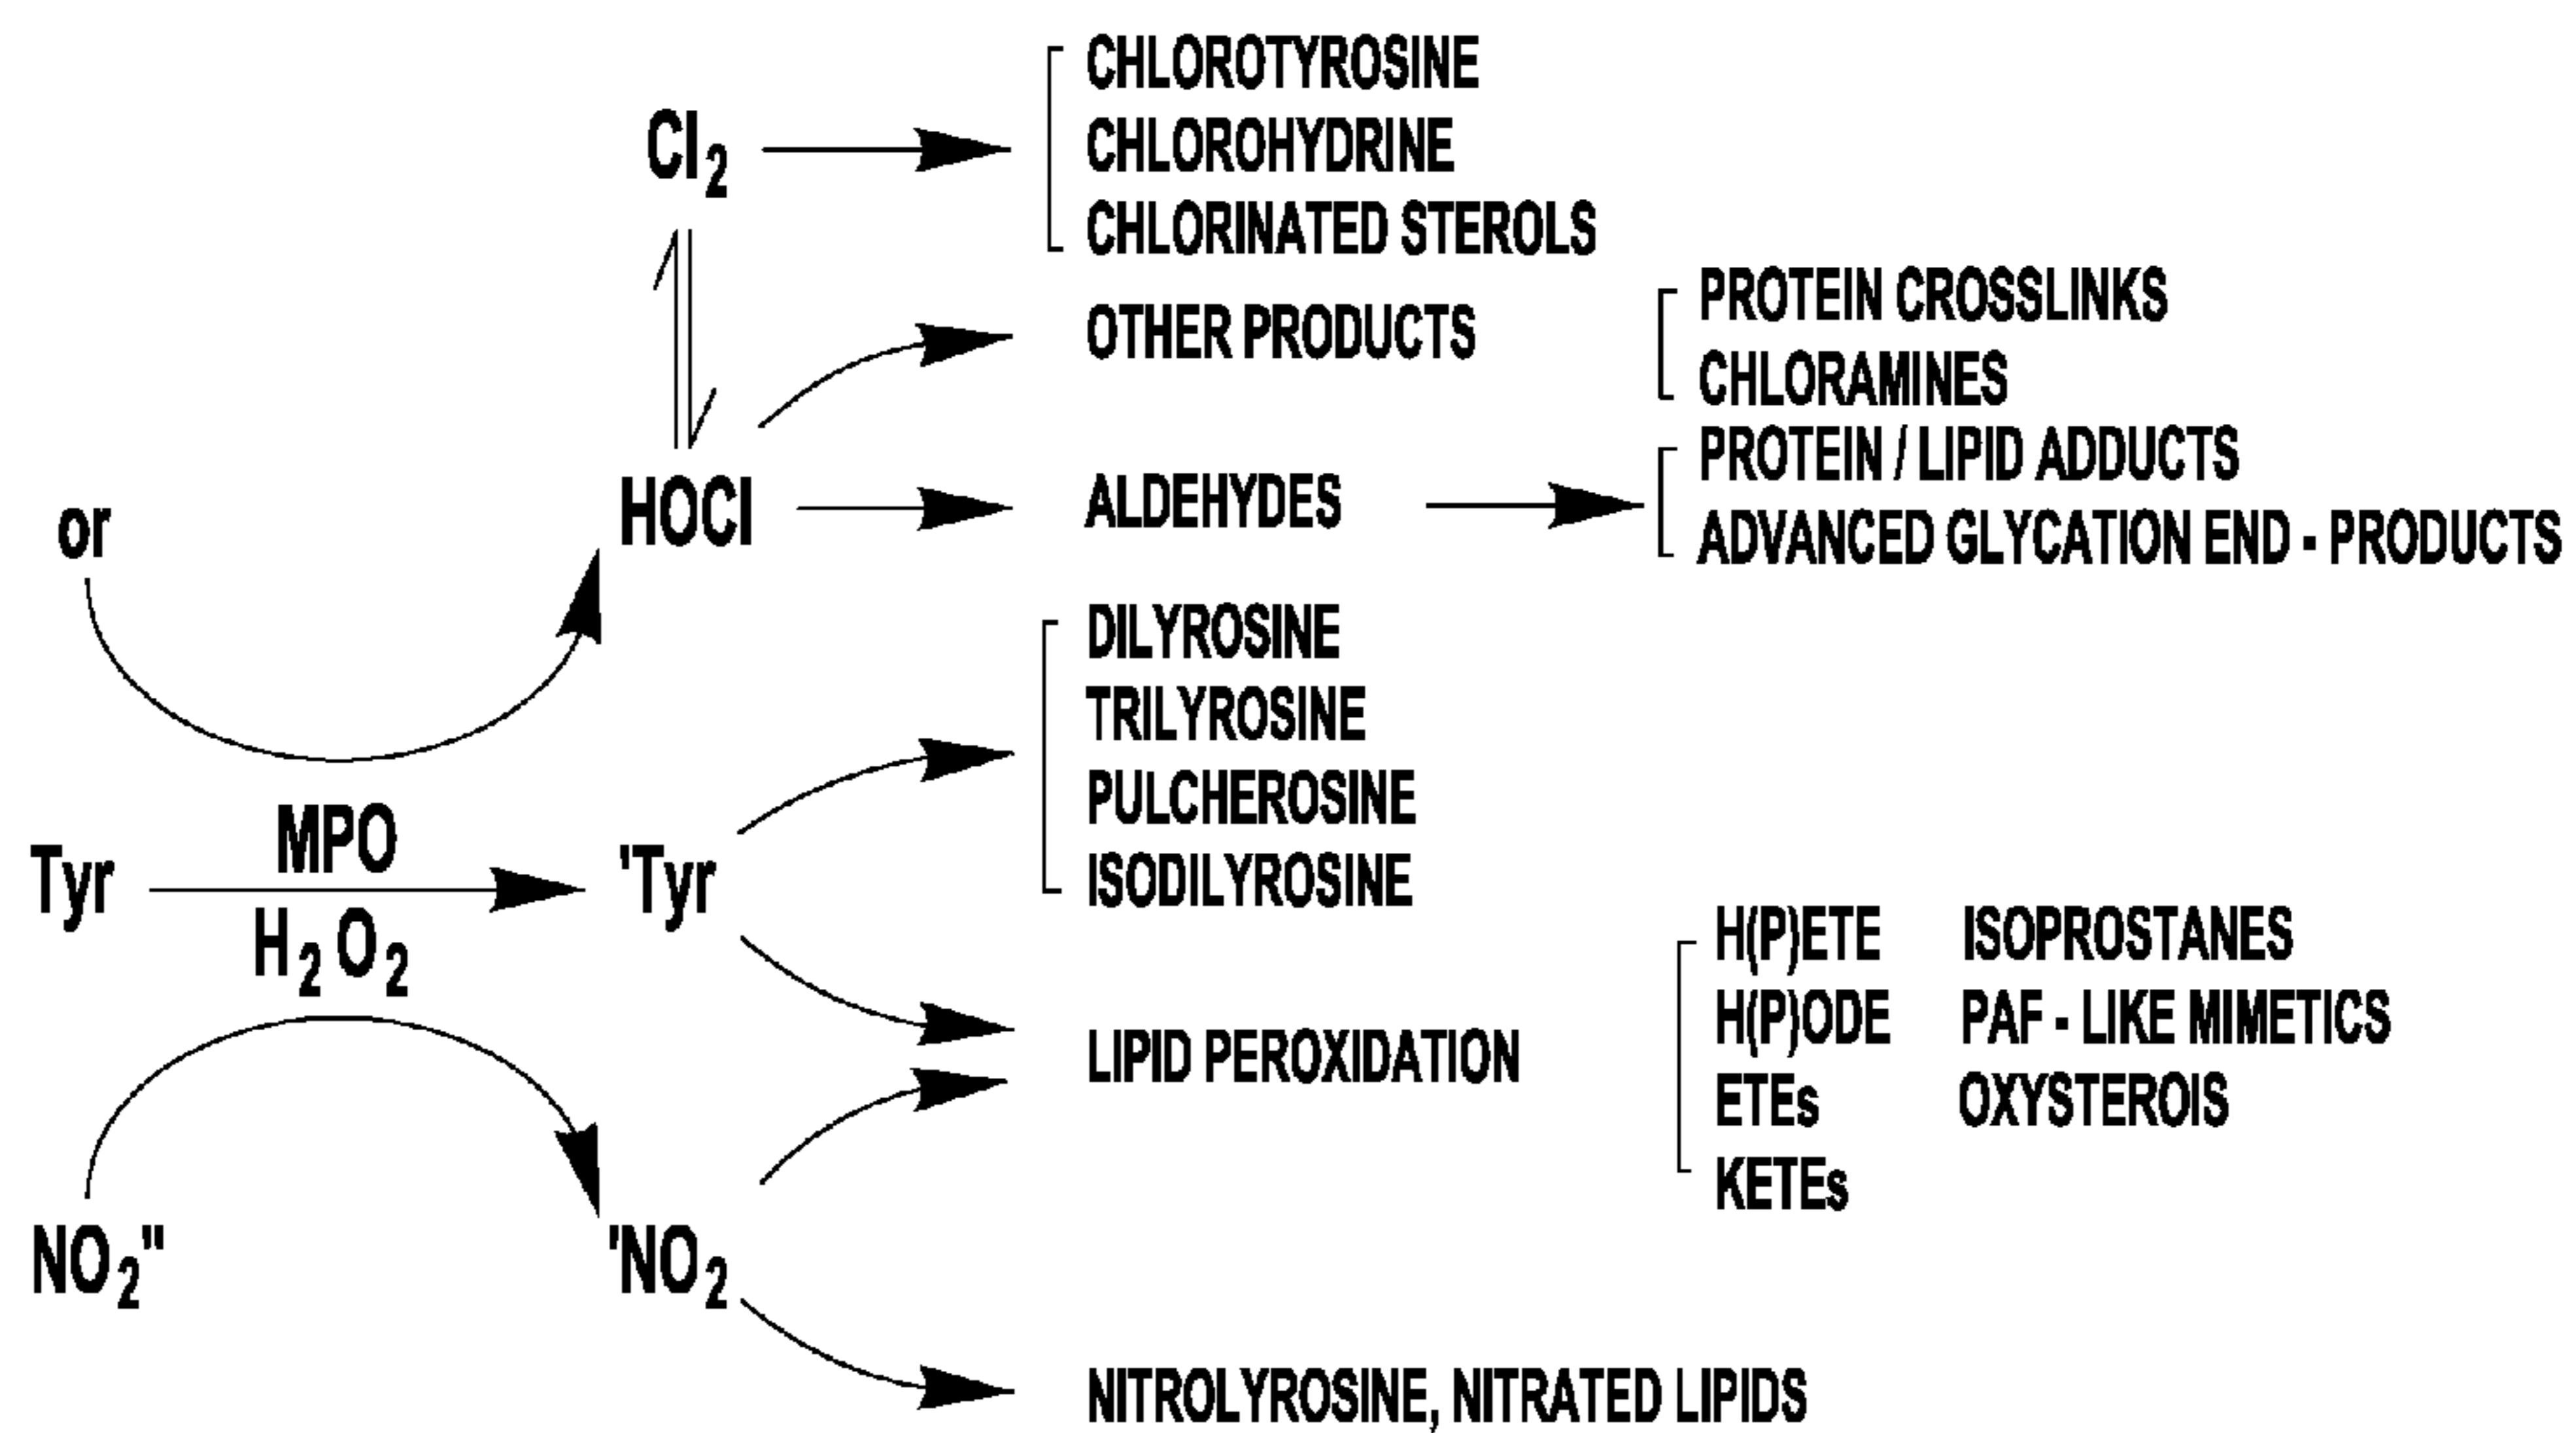 CHLOROTYROSINE
Cl2
CHLOROHYDRINE
CHLORINATED STEROLS
PROTEIN CROSSLINKS
OTHER PRODUCTS
CHLORAMINES
PROTEIN / LIPID ADDUCTS
or
HOCl
ALDEHYDES
ADVANCED GLYCATION END - PRODUCTS
DILYROSINE
TRILYROSINE
PULCHEROSINE
ISODILYROSINE
MPO
Tyr
'Tyr
H2O2
H(P)ETE ISOPROSTANES
H(P)ODE PAF - LIKE MIMETICS
LIPID PEROXIDATION
ETEs OXYSTEROIS
KETEs
NO2"
'NO2
NITROLYROSINE, NITRATED LIPIDS